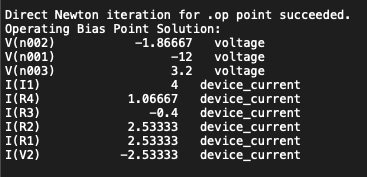 Direct Newton iteration for .op point succeeded.
Operating Bias Point Solution:
V(n002) -1.86667 voltage
V(n001) -12 voltage
V(n003) 3.2 voltage
I(I1) 4 device_current
I(R4) 1.06667 device_current
I(R3) -0.4 device_current
I(R2) 2.53333 device_current
I(R1) 2.53333 device_current
I(V2) -2.53333 device_current